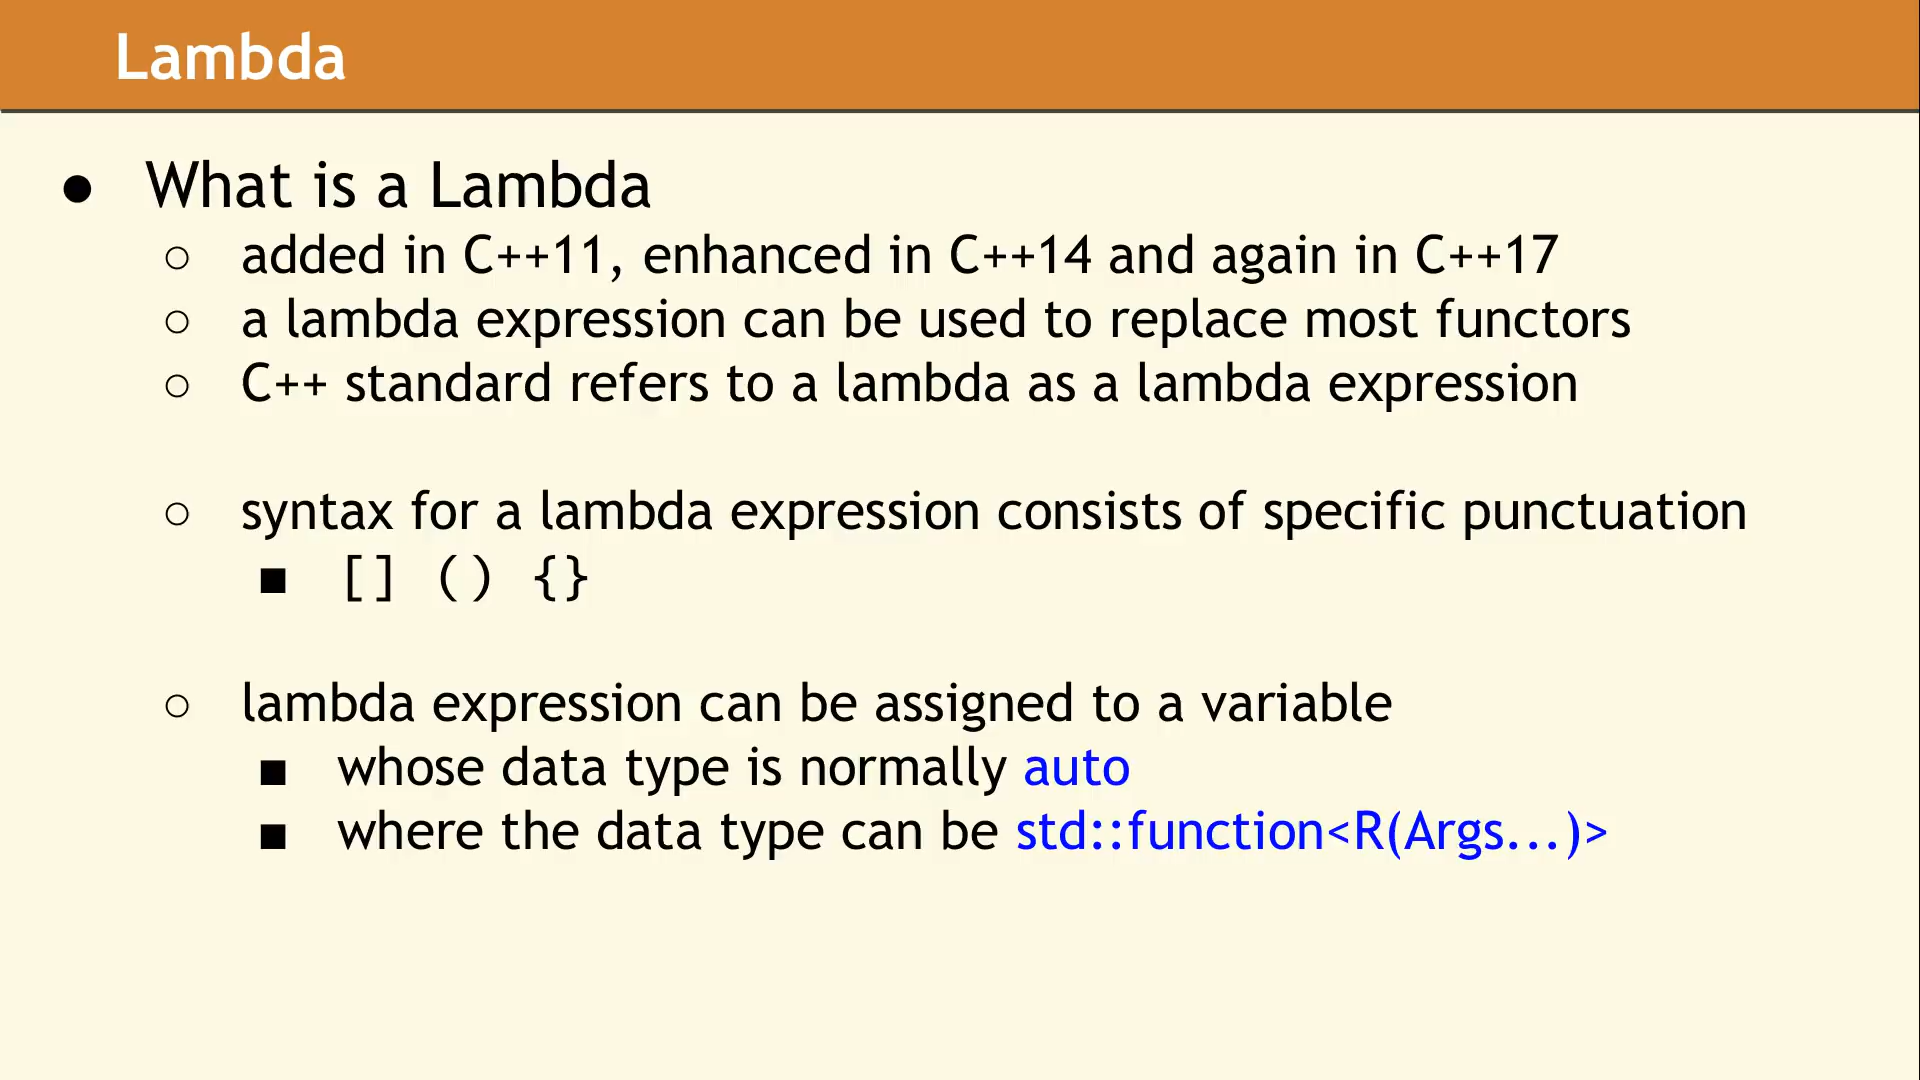 Lambda
● What is a Lambda
○ added in C++11, enhanced in C++14 and again in C++17
○ a lambda expression can be used to replace most functors
○ C++ standard refers to a lambda as a lambda expression
○ syntax for a lambda expression consists of specific punctuation
■ [] () {}
○ lambda expression can be assigned to a variable
■ whose data type is normally auto
■ where the data type can be std::function<R(Args...)>